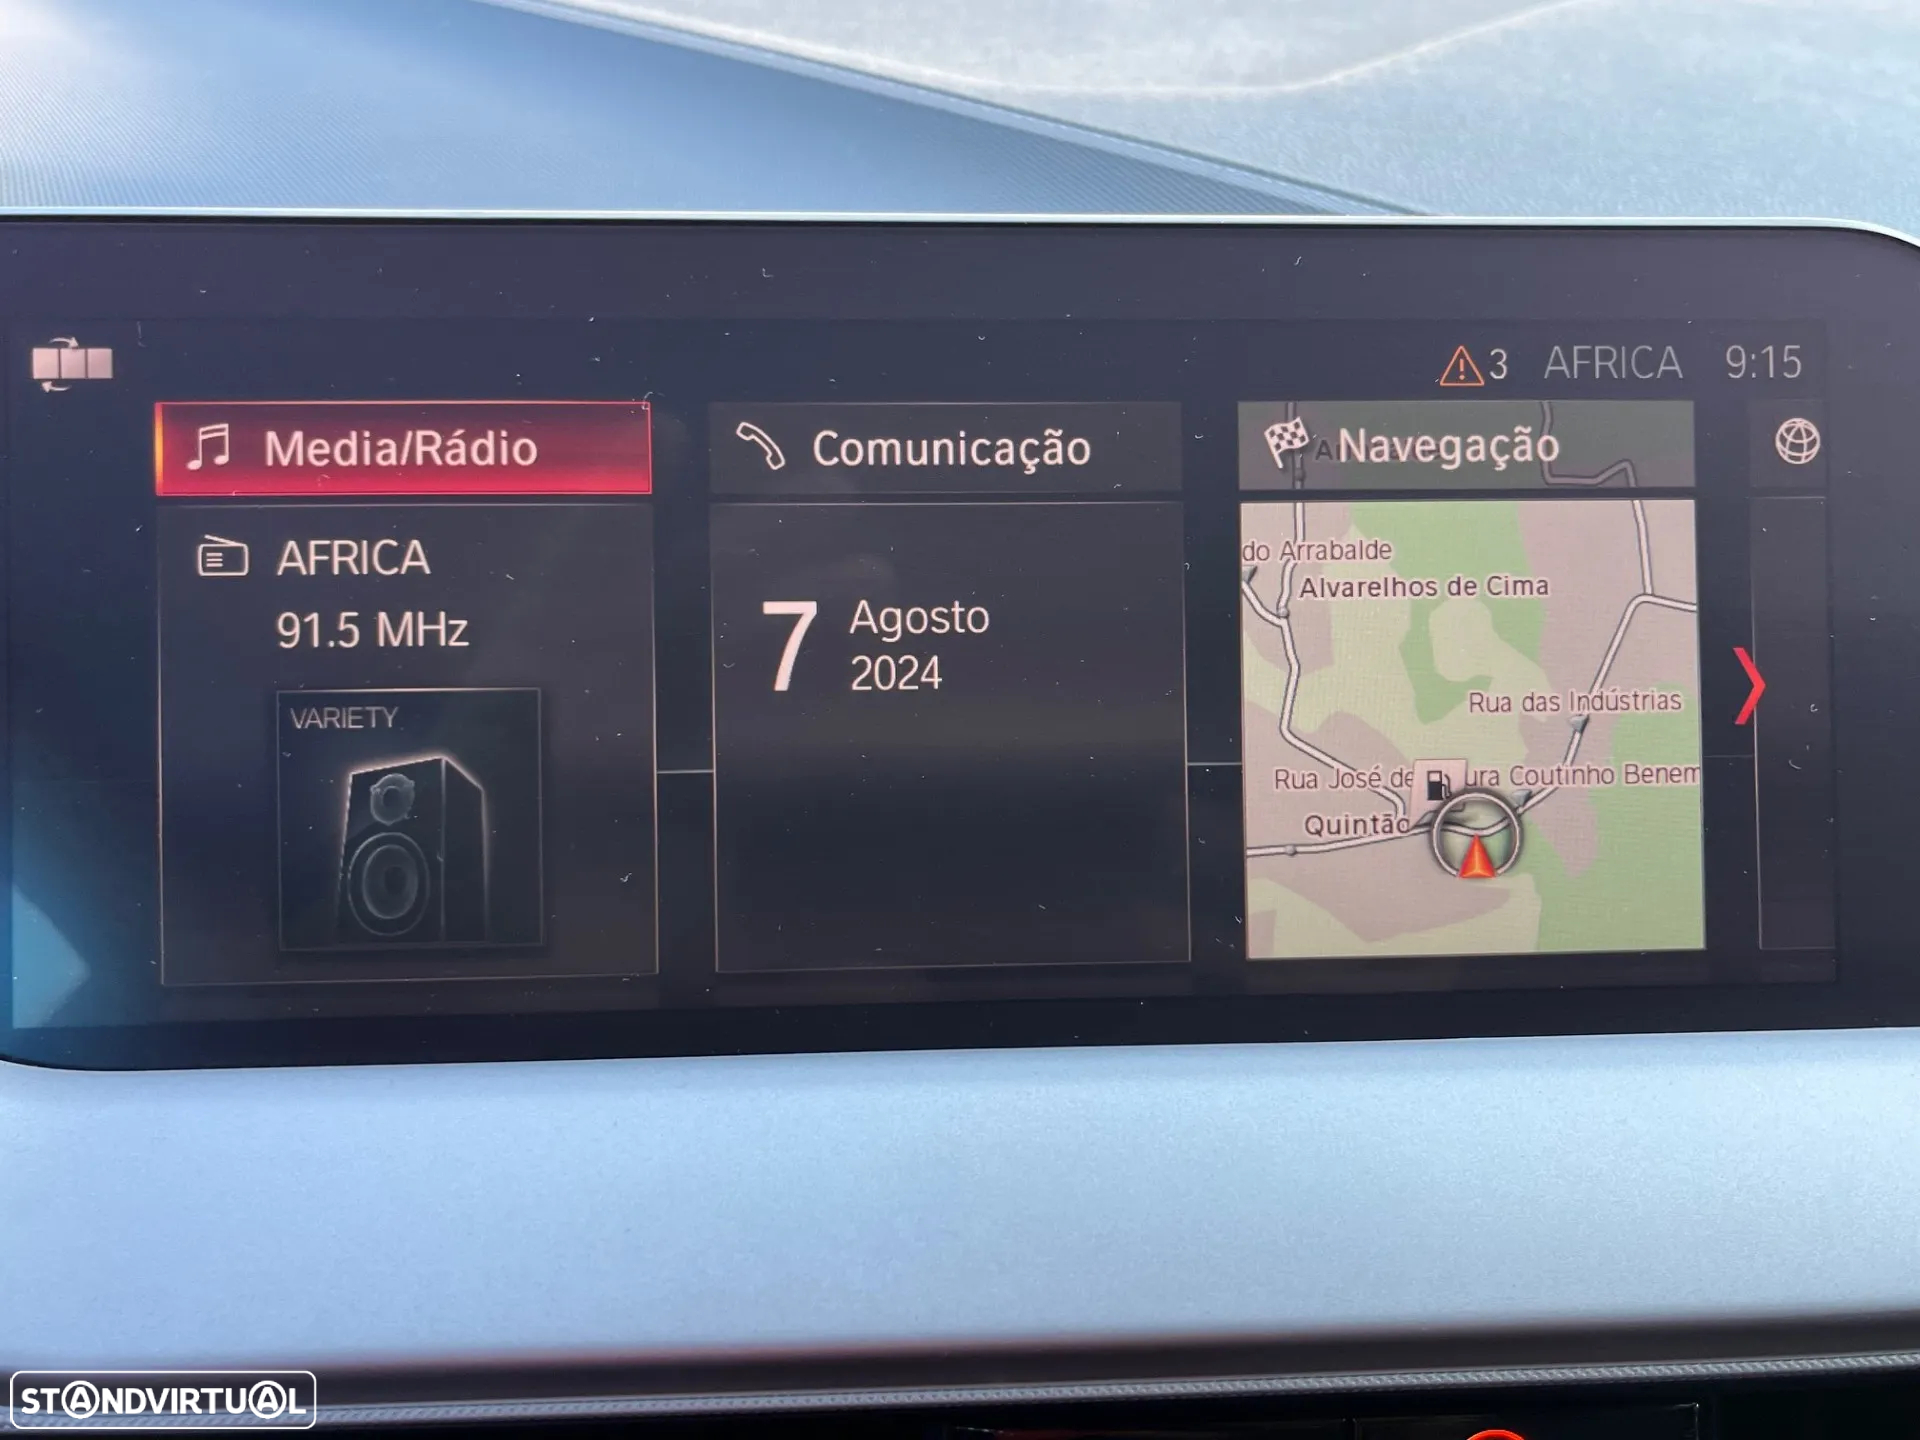 3 AFRICA 9:15
Media/Rádio
Comunicação
Navegação
AFRICA
91.5 MHz
VARIETY
7 Agosto
2024
do Arrabalde
Alvarelhos de Cima
Rua das Indústrias
Rua José de ura Coutinho Benem
Quintão
STANDVIRTUAL